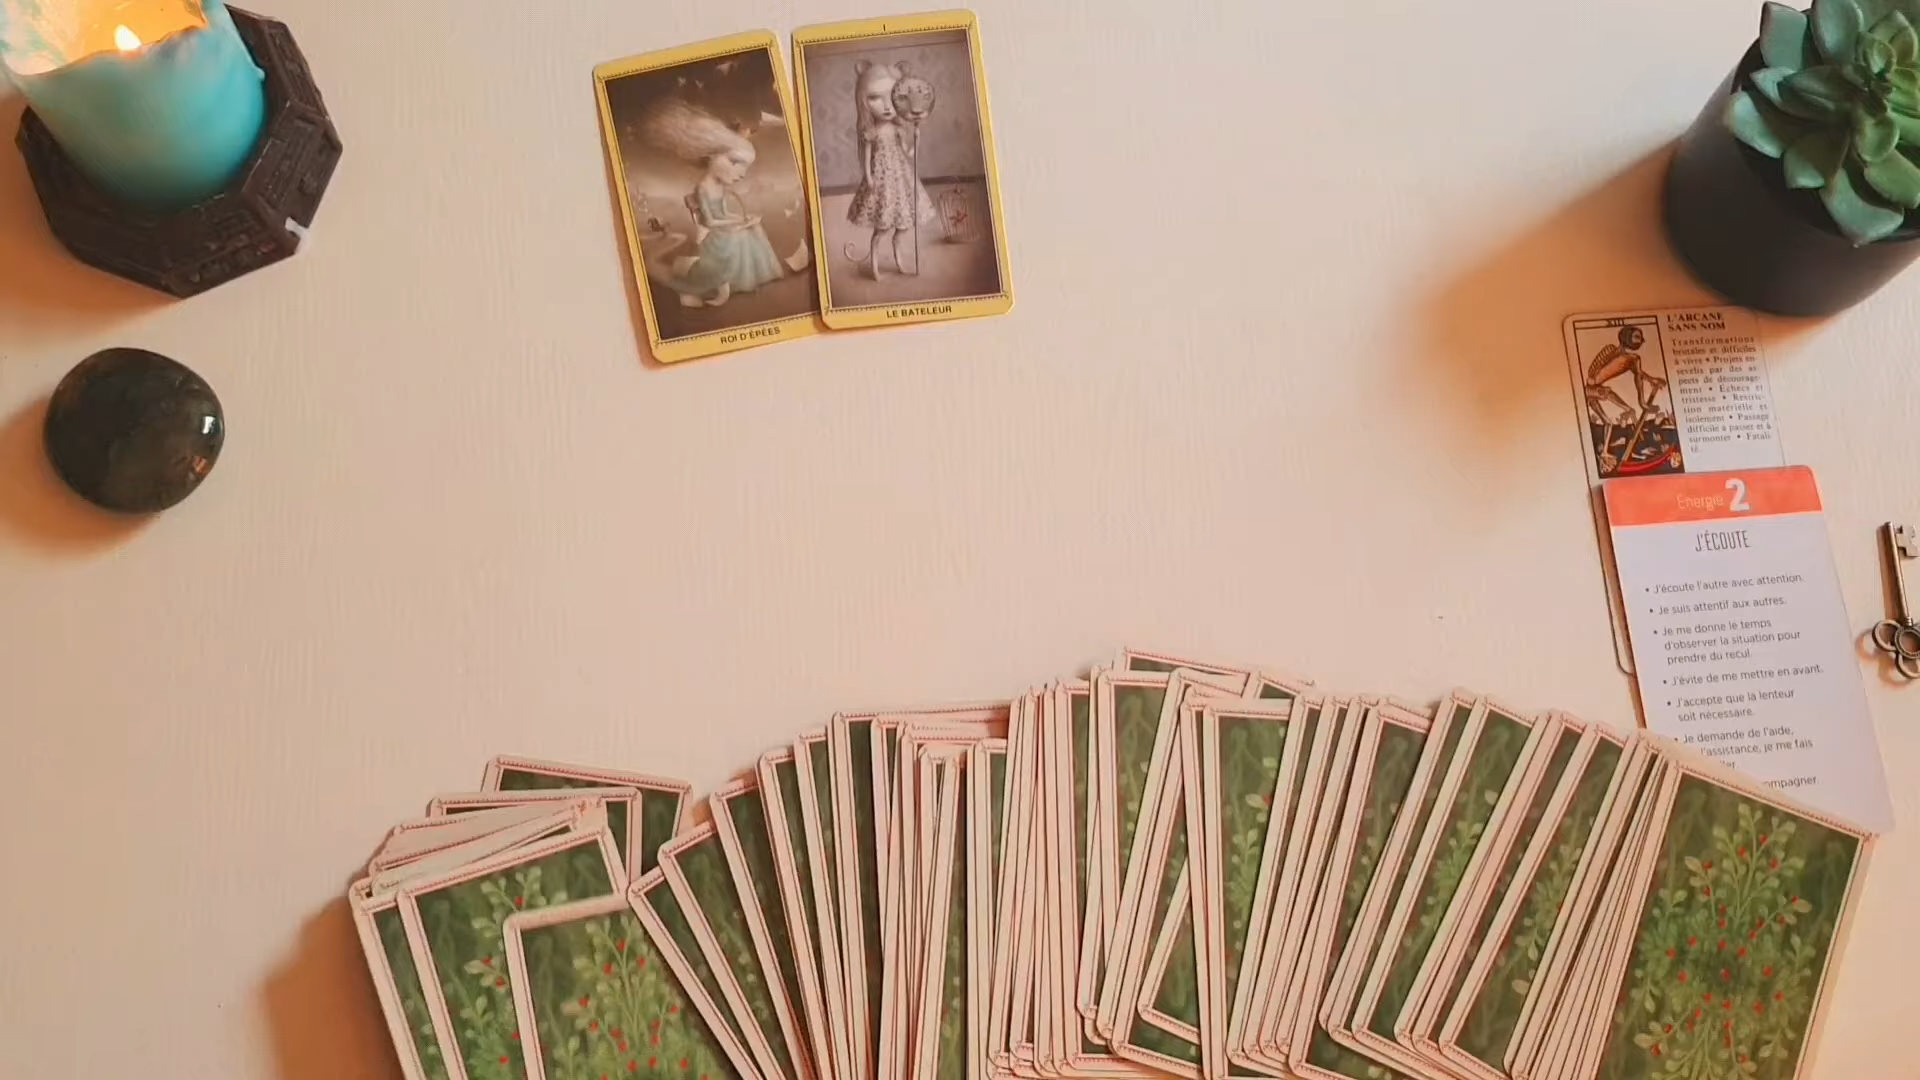 ROI D'ÉPÉES
I
LE BATELEUR
XIII
L'ARCANE
SANS NOM
Transformations
brutales et difficiles
à vivre • Projets en-
sevelis par des as-
pects de décourage-
ment • Échecs et
tristesse • Restric-
tion matérielle et
isolement • Passage
difficile à passer et à
surmonter • Fatali-
té.
Energie 2
J'ÉCOUTE
• J'écoute l'autre avec attention.
• Je suis attentif aux autres.
• Je me donne le temps
d'observer la situation pour
prendre du recul.
• J'évite de me mettre en avant.
• J'accepte que la lenteur
soit nécessaire.
• Je demande de l'aide,
l'assistance, je me fais